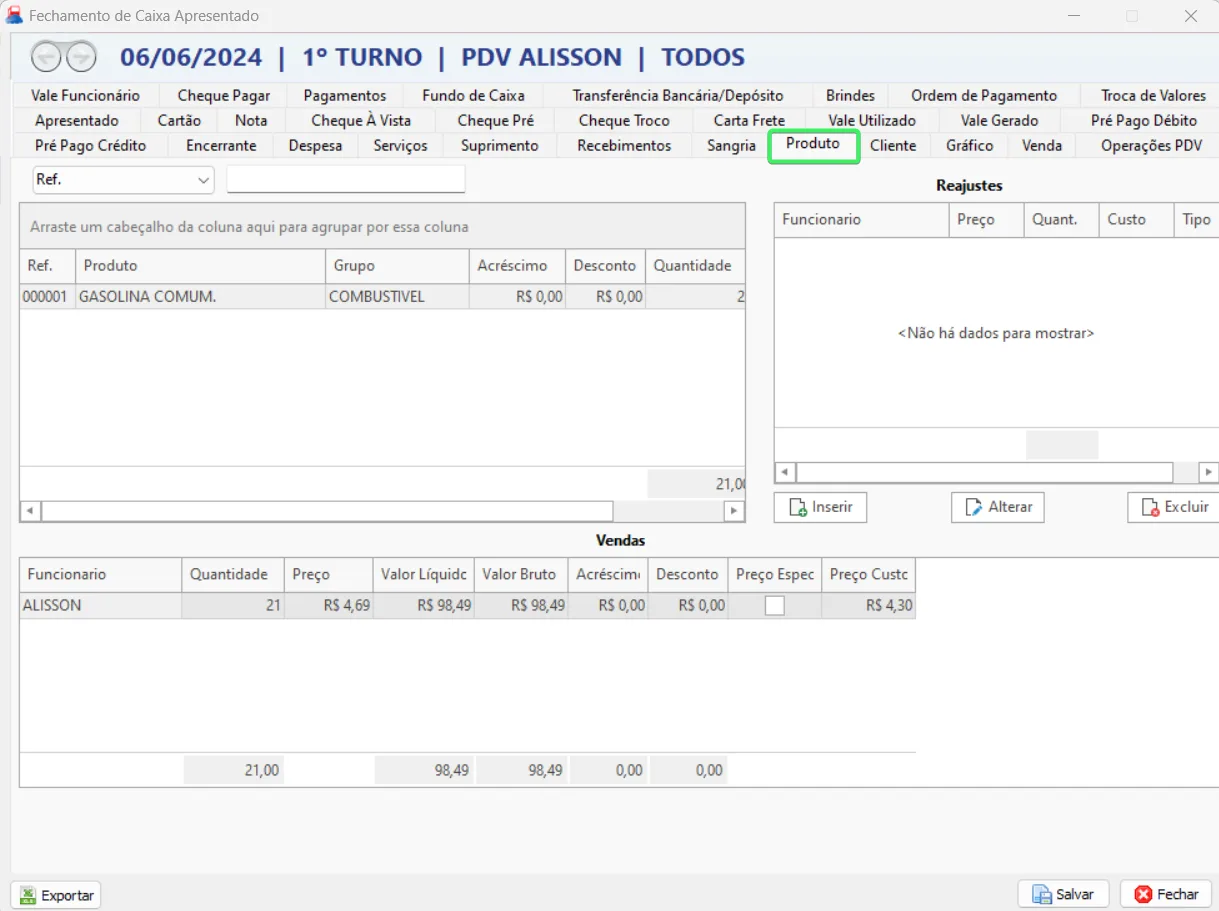 Fechamento de Caixa Apresentado
06/06/2024 | 1º TURNO | PDV ALISSON | TODOS
Vale Funcionário Cheque Pagar Pagamentos Fundo de Caixa Transferência Bancária/Depósito Brindes Ordem de Pagamento Troca de Valores
Apresentado Cartão Nota Cheque À Vista Cheque Pré Cheque Troco Carta Frete Vale Utilizado Vale Gerado Pré Pago Débito
Pré Pago Crédito Encerrante Despesa Serviços Suprimento Recebimentos Sangria Produto Cliente Gráfico Venda Operações PDV
Ref.
Arraste um cabeçalho da coluna aqui para agrupar por essa coluna
Ref. Produto Grupo Acréscimo Desconto Quantidade
000001 GASOLINA COMUM. COMBUSTIVEL R$ 0,00 R$ 0,00 2
21,00
Reajustes
Funcionario Preço Quant. Custo Tipo
<Não há dados para mostrar>
Inserir Alterar Excluir
Vendas
Funcionario Quantidade Preço Valor Líquido Valor Bruto Acréscim Desconto Preço Espec Preço Custc
ALISSON 21 R$ 4,69 R$ 98,49 R$ 98,49 R$ 0,00 R$ 0,00 R$ 4,30
21,00 98,49 98,49 0,00 0,00
Exportar Salvar Fechar